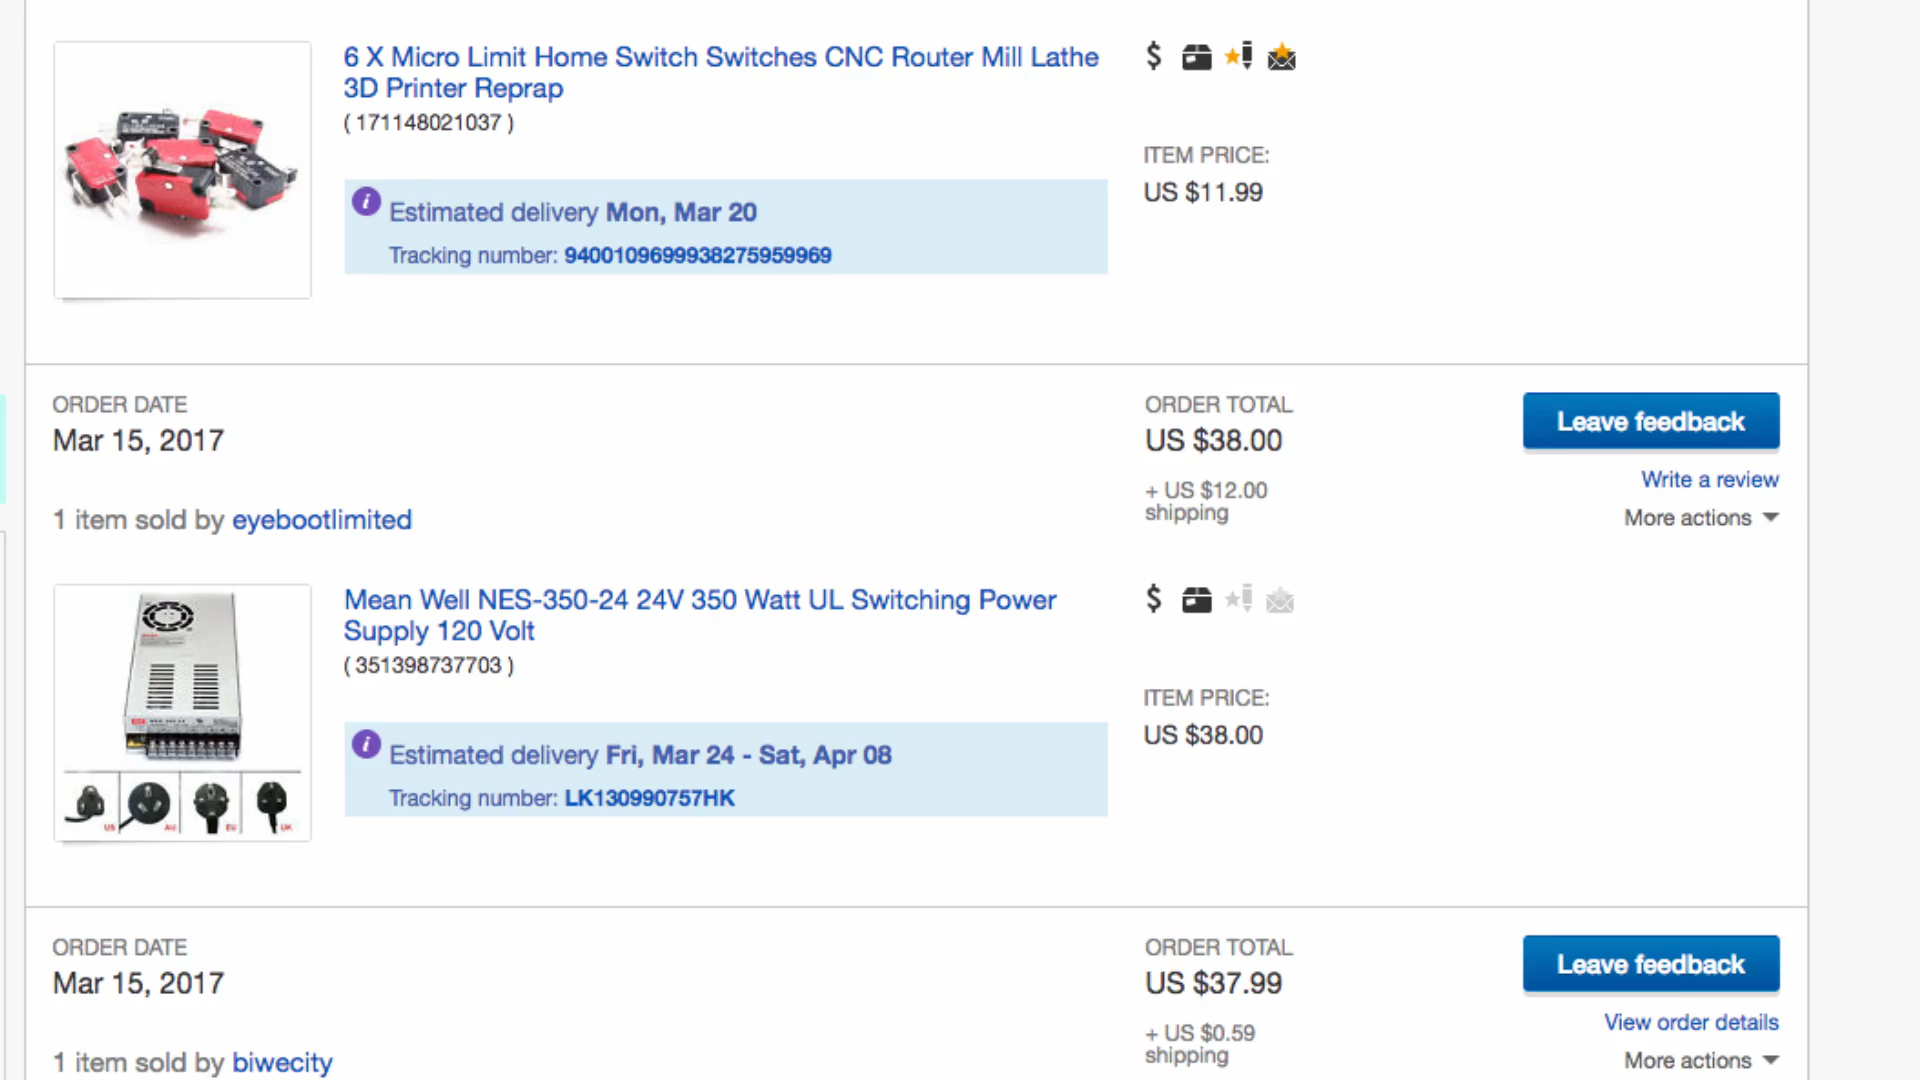 6 X Micro Limit Home Switch Switches CNC Router Mill Lathe
3D Printer Reprap
( 171148021037 )
Estimated delivery Mon, Mar 20
Tracking number: 9400109699938275959969
ITEM PRICE:
US $11.99
ORDER DATE
Mar 15, 2017
1 item sold by eyebootlimited
ORDER TOTAL
US $38.00
+ US $12.00
shipping
Leave feedback
Write a review
More actions
Mean Well NES-350-24 24V 350 Watt UL Switching Power
Supply 120 Volt
( 351398737703 )
Estimated delivery Fri, Mar 24 - Sat, Apr 08
Tracking number: LK130990757HK
ITEM PRICE:
US $38.00
US AU EU UK
ORDER DATE
Mar 15, 2017
1 item sold by biwecity
ORDER TOTAL
US $37.99
+ US $0.59
shipping
Leave feedback
View order details
More actions